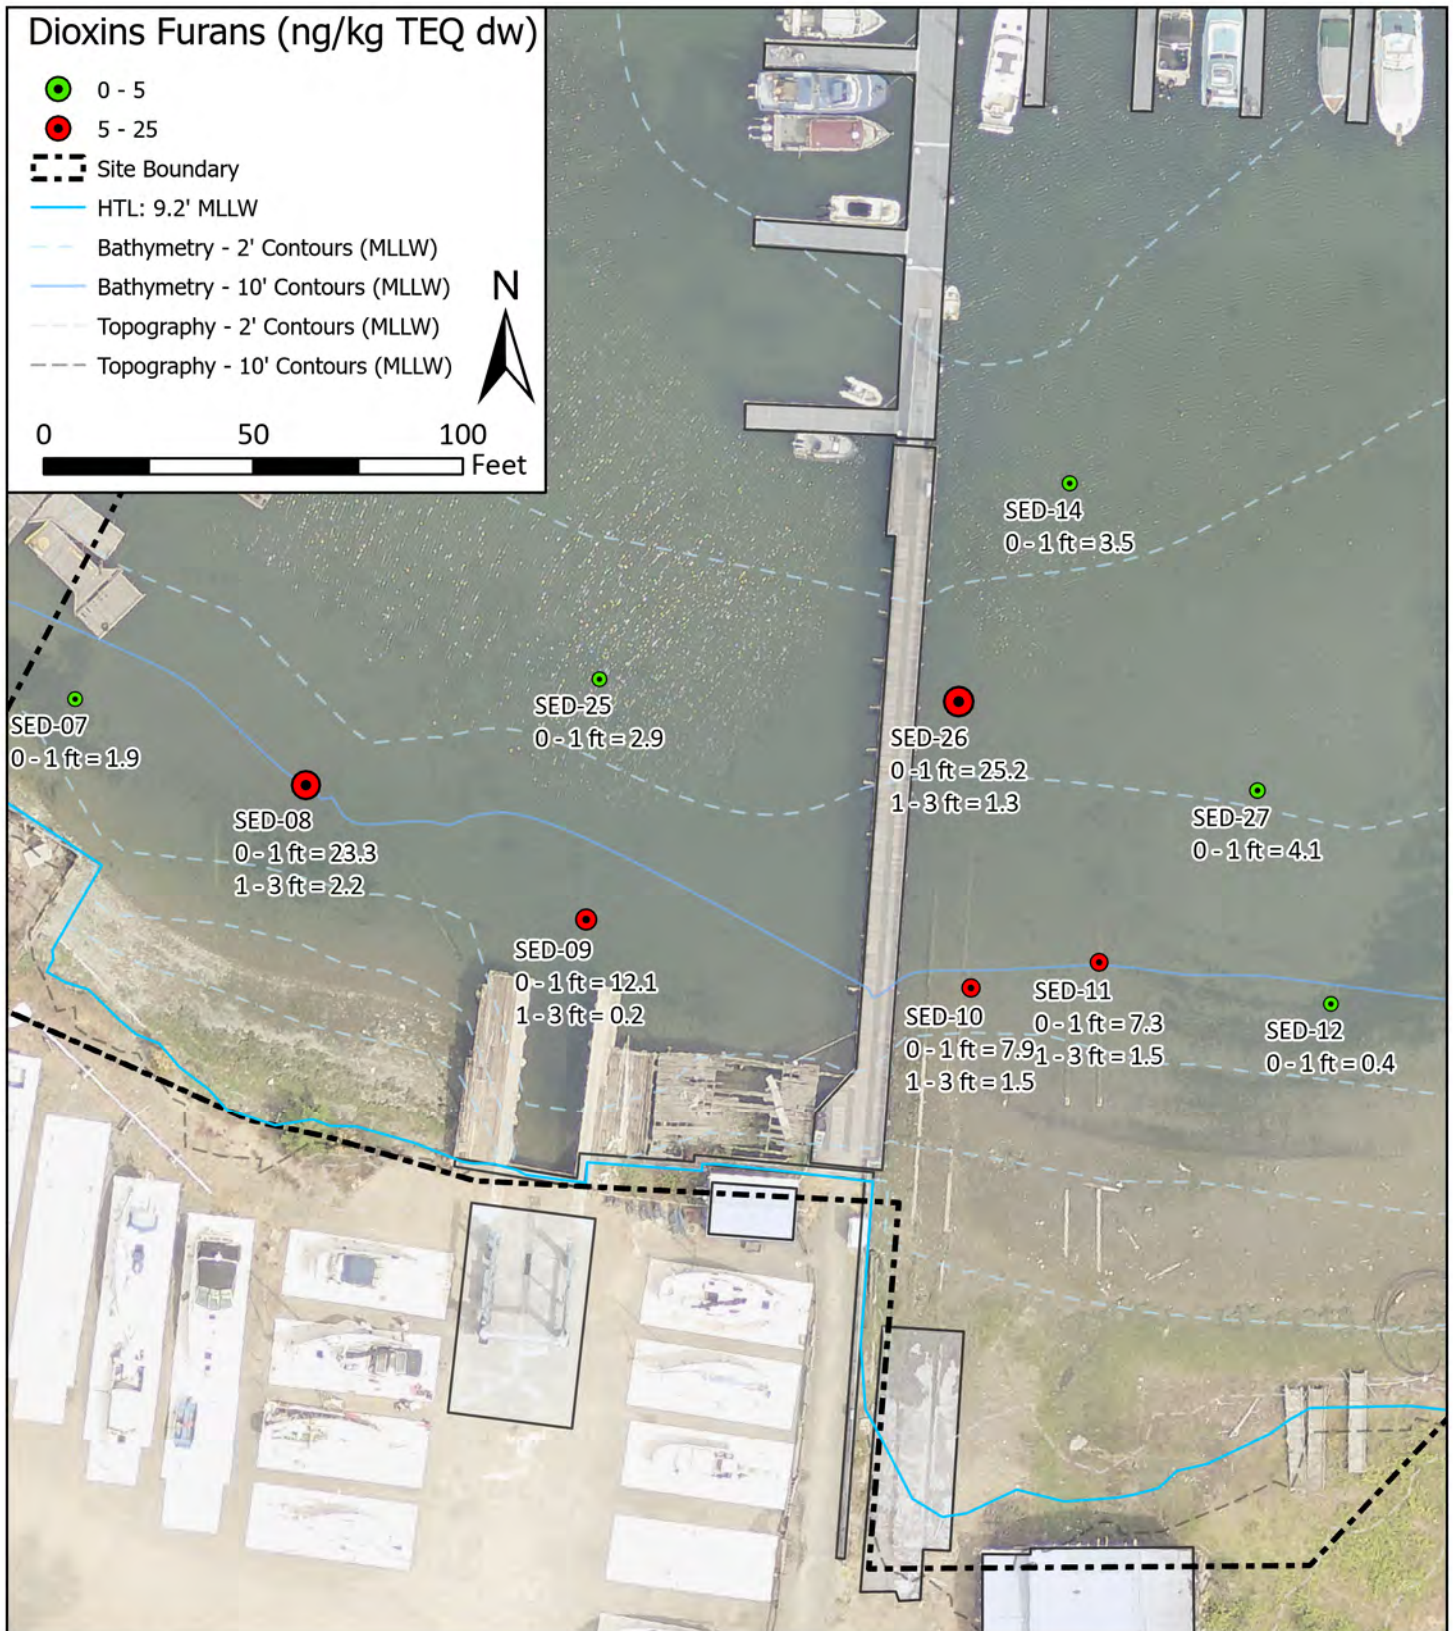 Dioxins Furans (ng/kg TEQ dw)
0 - 5
5 - 25
Site Boundary
HTL: 9.2' MLLW
Bathymetry - 2' Contours (MLLW)
Bathymetry - 10' Contours (MLLW)
Topography - 2' Contours (MLLW)
Topography - 10' Contours (MLLW)
N
0 50 100
Feet
SED-14
0 - 1 ft = 3.5
SED-07
0 - 1 ft = 1.9
SED-25
0 - 1 ft = 2.9
SED-26
0 -1 ft = 25.2
1 - 3 ft = 1.3
SED-08
0 - 1 ft = 23.3
1 - 3 ft = 2.2
SED-27
0 - 1 ft = 4.1
SED-09
0 - 1 ft = 12.1
1 - 3 ft = 0.2
SED-10
0 - 1 ft = 7.9
1 - 3 ft = 1.5
SED-11
0 - 1 ft = 7.3
1 - 3 ft = 1.5
SED-12
0 - 1 ft = 0.4